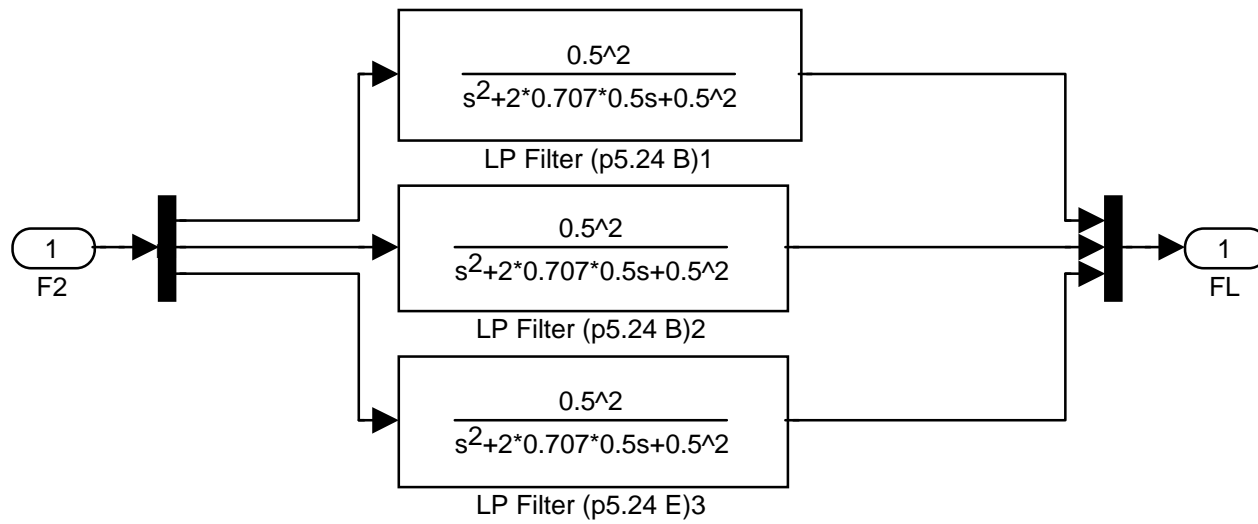 0.5^2
s2+2*0.707*0.5s+0.5^2
LP Filter (p5.24 B)1
1
F2
0.5^2
s2+2*0.707*0.5s+0.5^2
LP Filter (p5.24 B)2
1
FL
0.5^2
s2+2*0.707*0.5s+0.5^2
LP Filter (p5.24 E)3